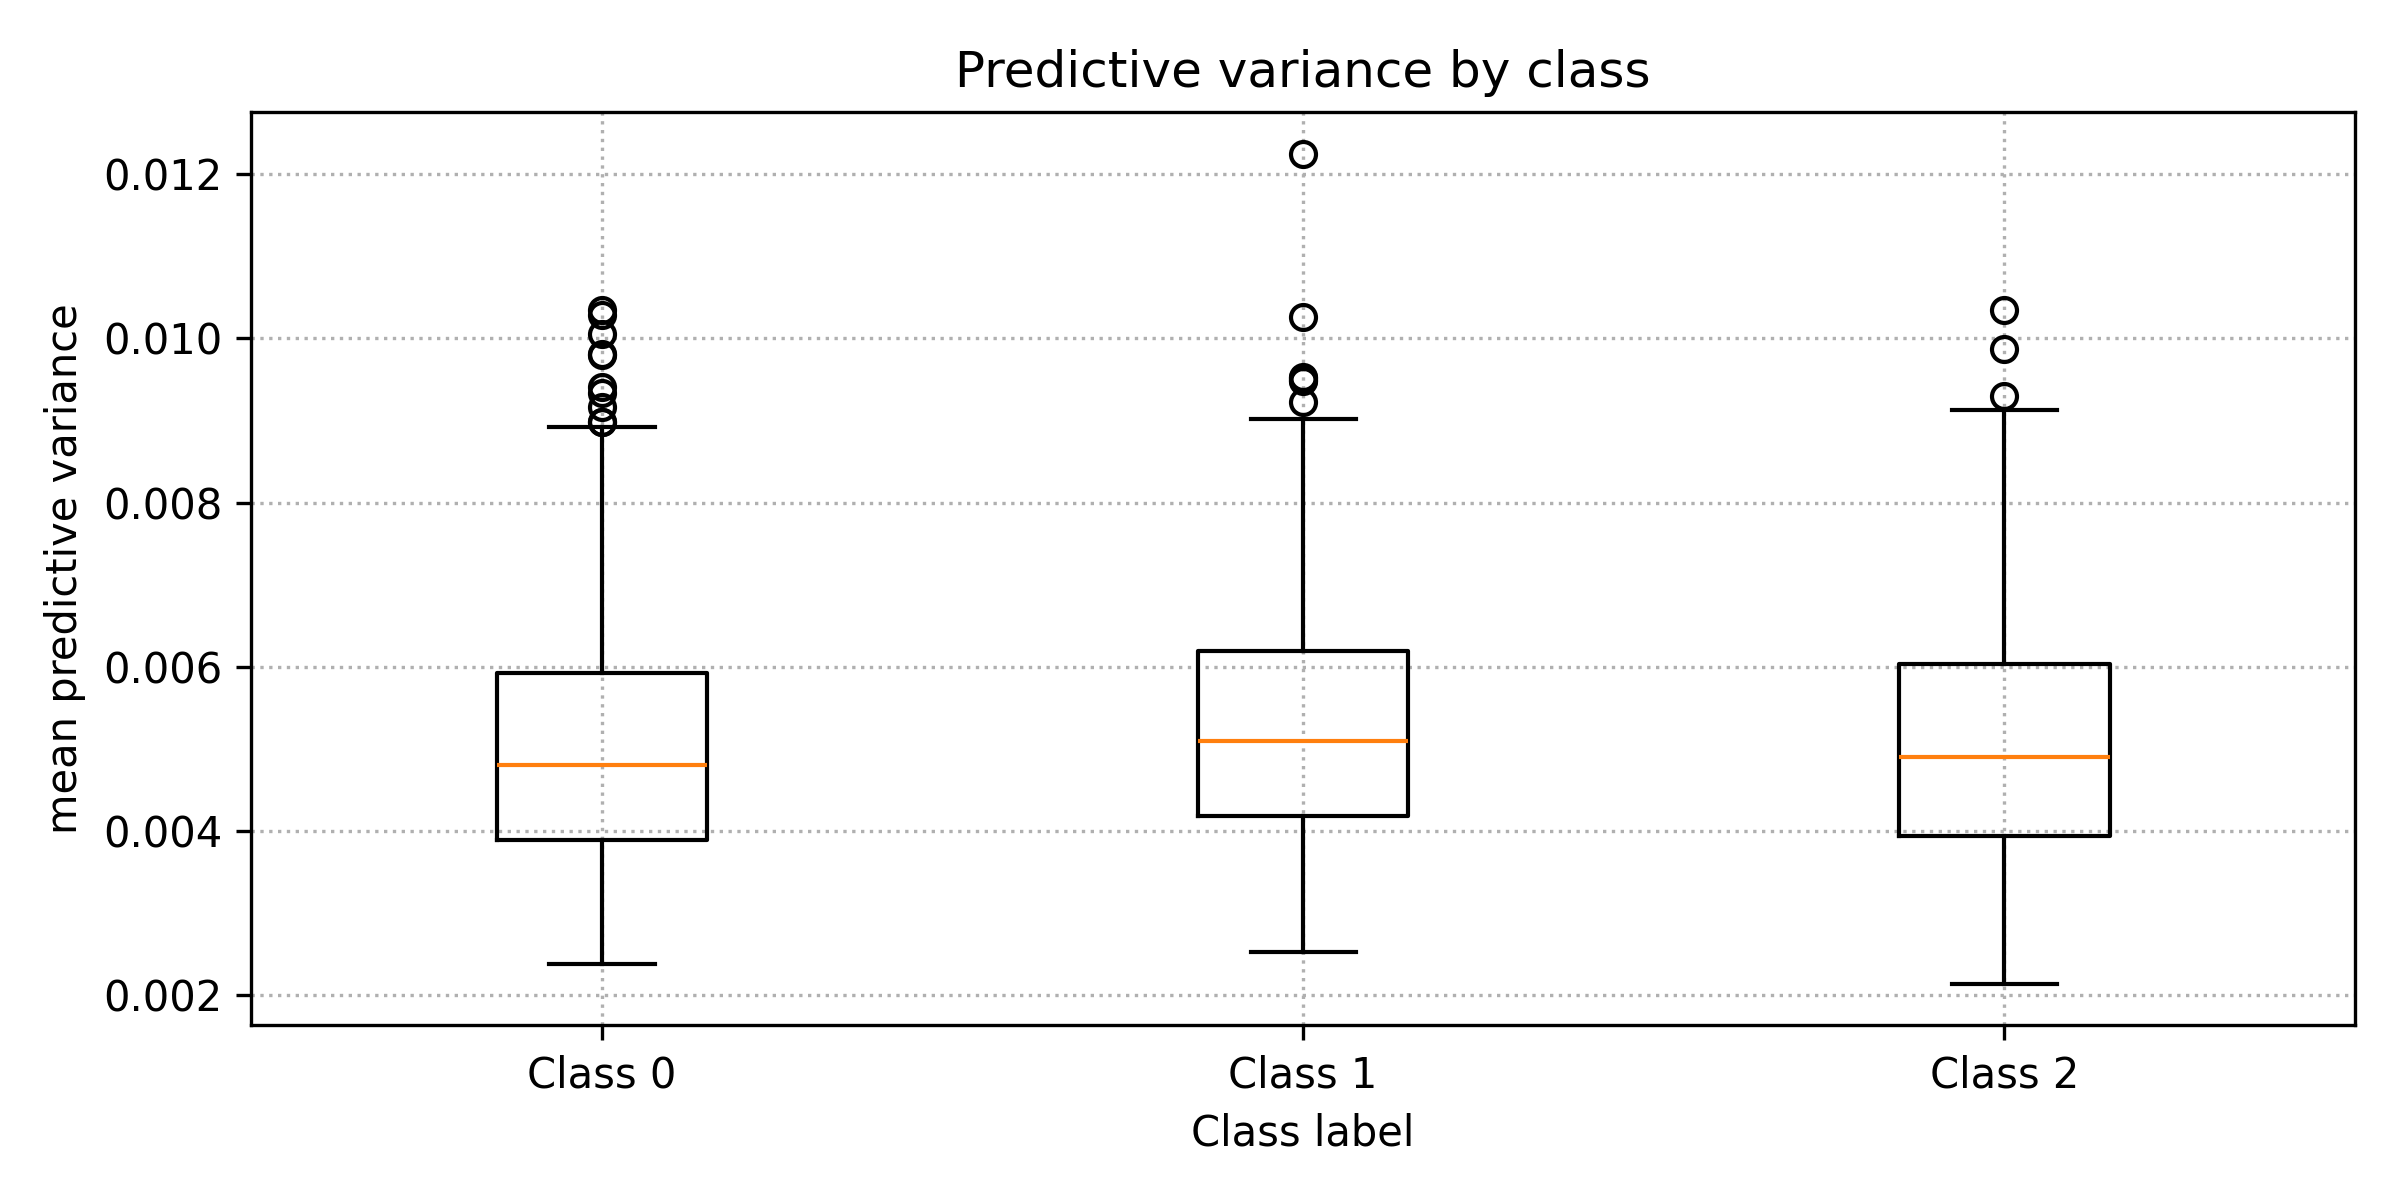 Predictive variance by class
mean predictive variance
0.012
0.010
0.008
0.006
0.004
0.002
Class 0
Class 1
Class 2
Class label